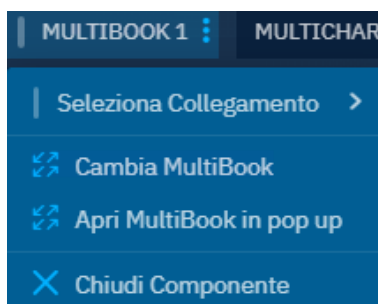 MULTIBOOK 1 MULTICHAR
Seleziona Collegamento
Cambia MultiBook
Apri MultiBook in pop up
Chiudi Componente